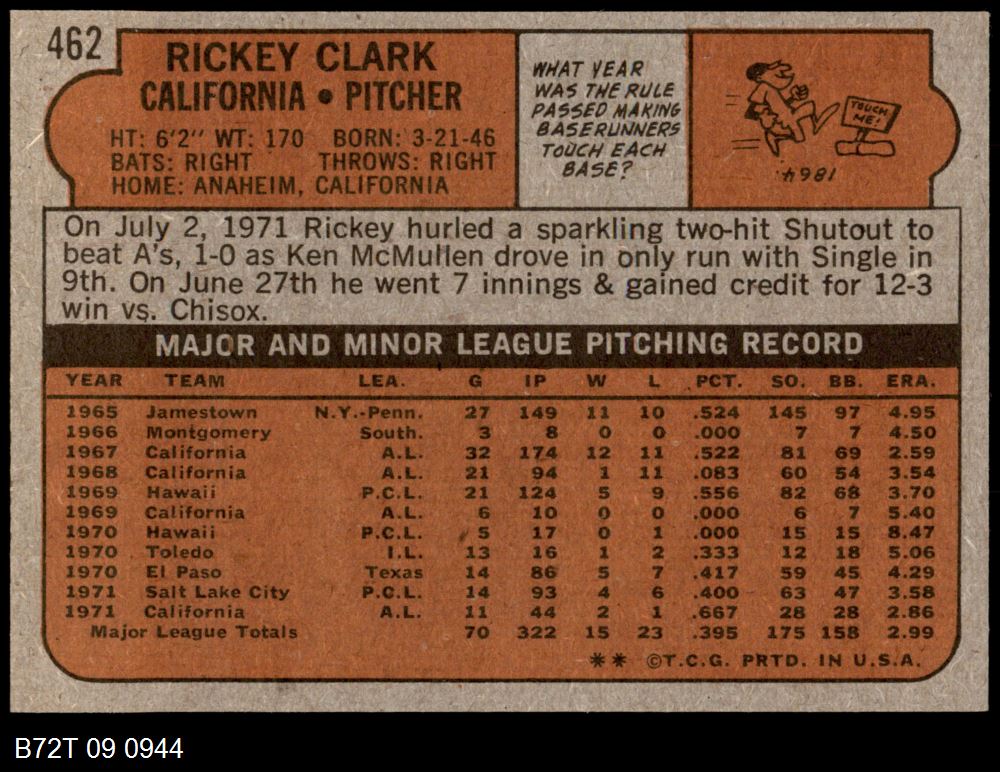 462
RICKEY CLARK
CALIFORNIA • PITCHER
HT: 6'2" WT: 170 BORN: 3-21-46
BATS: RIGHT THROWS: RIGHT
HOME: ANAHEIM, CALIFORNIA
WHAT YEAR
WAS THE RULE
PASSED MAKING
BASERUNNERS
TOUCH EACH
BASE?
TOUCH
ME!
1864.
On July 2, 1971 Rickey hurled a sparkling two-hit Shutout to
beat A's, 1-0 as Ken McMullen drove in only run with Single in
9th. On June 27th he went 7 innings & gained credit for 12-3
win vs. Chisox.
MAJOR AND MINOR LEAGUE PITCHING RECORD
YEAR TEAM LEA. G IP W L PCT. SO. BB. ERA.
1965 Jamestown N.Y.-Penn. 27 149 11 10 .524 145 97 4.95
1966 Montgomery South. 3 8 0 0 .000 7 7 4.50
1967 California A.L. 32 174 12 11 .522 81 69 2.59
1968 California A.L. 21 94 1 11 .083 60 54 3.54
1969 Hawaii P.C.L. 21 124 5 9 .556 82 68 3.70
1969 California A.L. 6 10 0 0 .000 6 7 5.40
1970 Hawaii P.C.L. 5 17 0 1 .000 15 15 8.47
1970 Toledo I.L. 13 16 1 2 .333 12 18 5.06
1970 El Paso Texas 14 86 5 7 .417 59 45 4.29
1971 Salt Lake City P.C.L. 14 93 4 6 .400 63 47 3.58
1971 California A.L. 11 44 2 1 .667 28 28 2.86
Major League Totals 70 322 15 23 .395 175 158 2.99
** ©T.C.G. PRTD. IN U.S.A.
B72T 09 0944